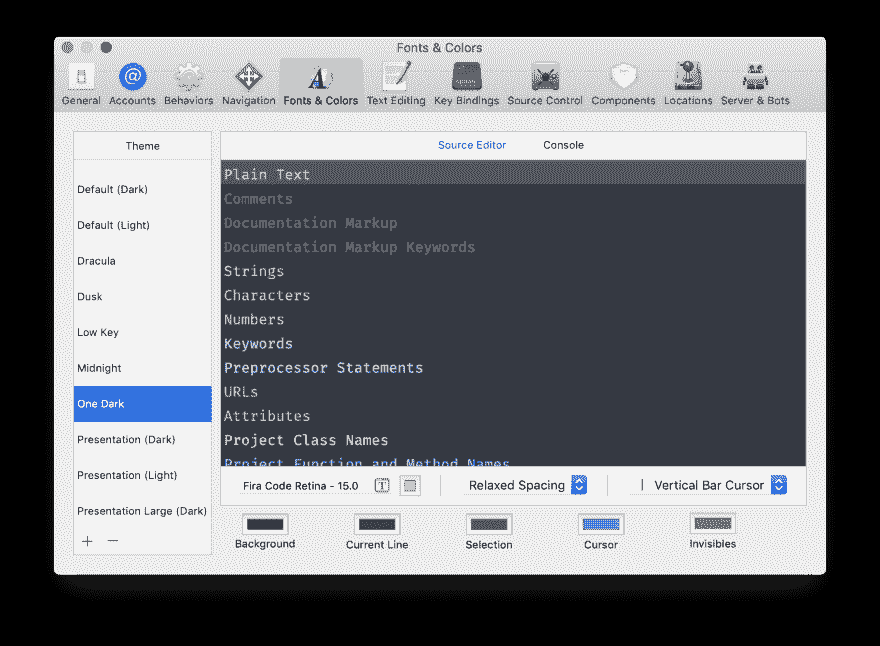 Fonts & Colors
General Accounts Behaviors Navigation Fonts & Colors Text Editing Key Bindings Source Control Components Locations Server & Bots
Theme
Default (Dark)
Default (Light)
Dracula
Dusk
Low Key
Midnight
One Dark
Presentation (Dark)
Presentation (Light)
Presentation Large (Dark)
Source Editor Console
Plain Text
Comments
Documentation Markup
Documentation Markup Keywords
Strings
Characters
Numbers
Keywords
Preprocessor Statements
URLs
Attributes
Project Class Names
Project Function and Method Names
Fira Code Retina - 15.0 T Relaxed Spacing Vertical Bar Cursor
Background Current Line Selection Cursor Invisibles